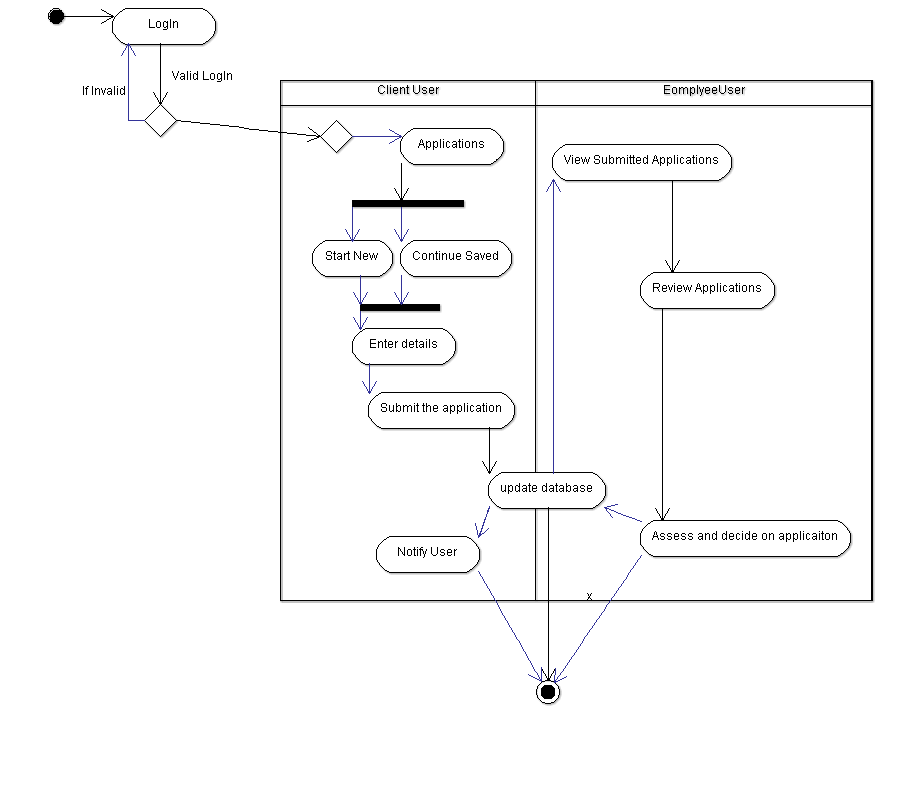 LogIn
Valid LogIn
If Invalid
Client User
EomplyeeUser
Applications
View Submitted Applications
Start New
Continue Saved
Review Applications
Enter details
Submit the application
update database
Assess and decide on applicaiton
Notify User
x